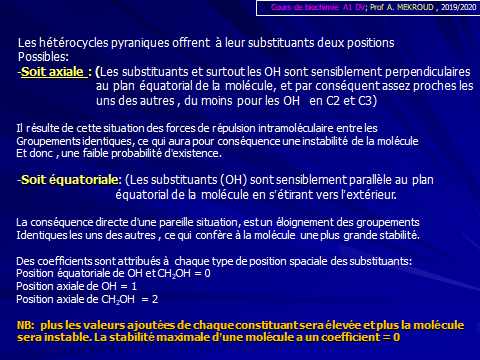 Cours de biochimie A1 DV; Prof A. MEKROUD , 2019/2020
Les hétérocycles pyraniques offrent à leur substituants deux positions
Possibles:
-Soit axiale : (Les substituants et surtout les OH sont sensiblement perpendiculaires
au plan équatorial de la molécule, et par conséquent assez proches les
uns des autres , du moins pour les OH en C2 et C3)
Il résulte de cette situation des forces de répulsion intramoléculaire entre les
Groupements identiques, ce qui aura pour conséquence une instabilité de la molécule
Et donc , une faible probabilité d'existence.
-Soit équatoriale: (Les substituants (OH) sont sensiblement parallèle au plan
équatorial de la molécule en s'étirant vers l'extérieur.
La conséquence directe d'une pareille situation, est un éloignement des groupements
Identiques les uns des autres , ce qui confère à la molécule une plus grande stabilité.
Des coefficients sont attribués à chaque type de position spaciale des substituants:
Position équatoriale de OH et CH2OH = 0
Position axiale de OH = 1
Position axiale de CH2OH = 2
NB: plus les valeurs ajoutées de chaque constituant sera élevée et plus la molécule
sera instable. La stabilité maximale d'une molécule a un coefficient = 0